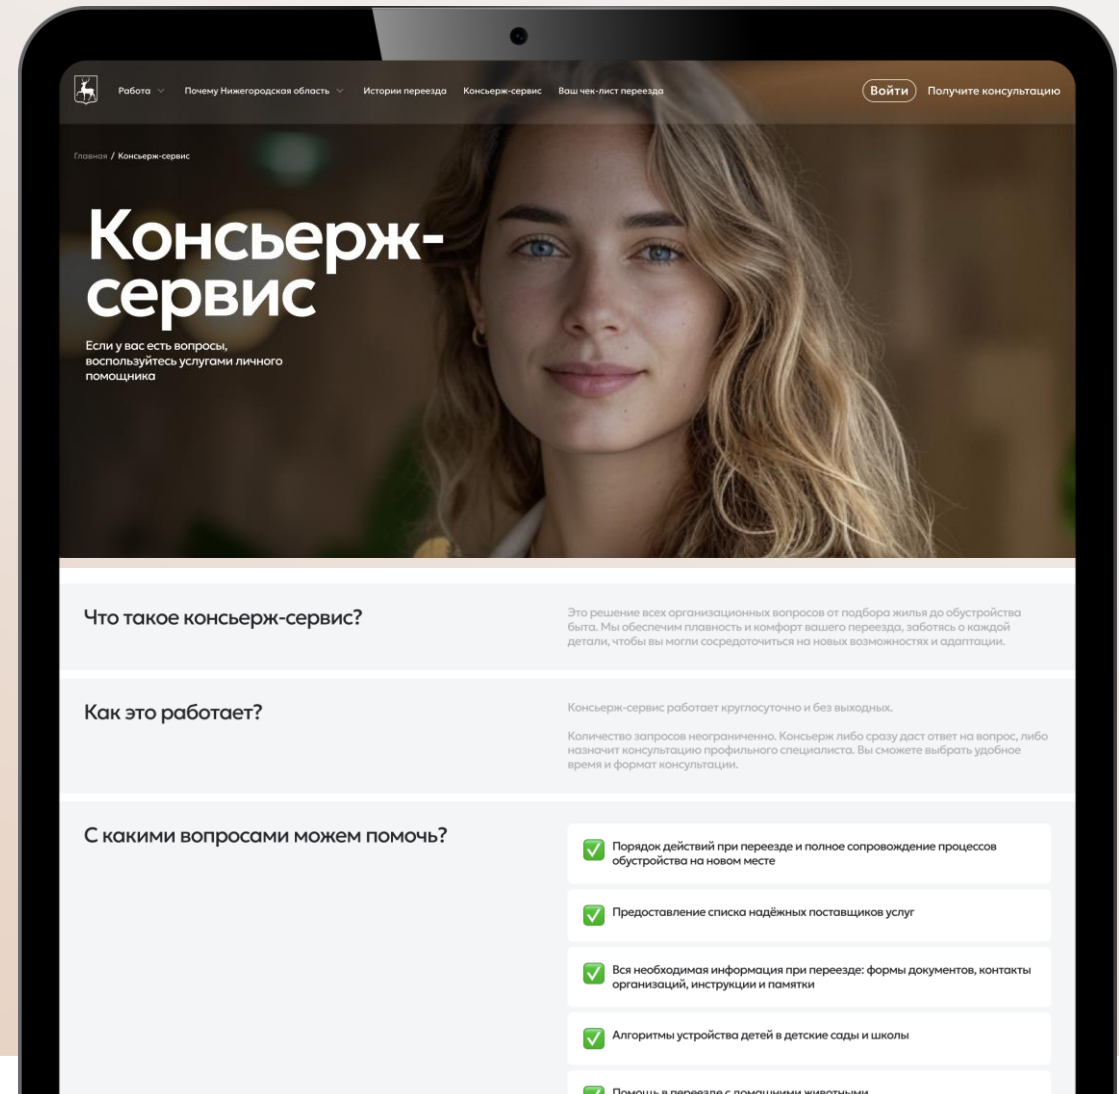 Работа
Почему Нижегородская область
Истории переезда
Консьерж-сервис
Ваш чек-лист переезда
Войти
Получите консультацию
Главная / Консьерж-сервис
Консьерж-
сервис
Если у вас есть вопросы,
воспользуйтесь услугами личного
помощника
Что такое консьерж-сервис?
Это решение всех организационных вопросов от подбора жилья до обустройства
быта. Мы обеспечим плавность и комфорт вашего переезда, заботясь о каждой
детали, чтобы вы могли сосредоточиться на новых возможностях и адаптации.
Как это работает?
Консьерж-сервис работает круглосуточно и без выходных.
Количество запросов неограниченно. Консьерж либо сразу даст ответ на вопрос, либо
назначит консультацию профильного специалиста. Вы сможете выбрать удобное
время и формат консультации.
С какими вопросами можем помочь?
Порядок действий при переезде и полное сопровождение процессов
обустройства на новом месте
Предоставление списка надёжных поставщиков услуг
Вся необходимая информация при переезде: формы документов, контакты
организаций, инструкции и памятки
Алгоритмы устройства детей в детские сады и школы
Помощь в переезде с домашними животными